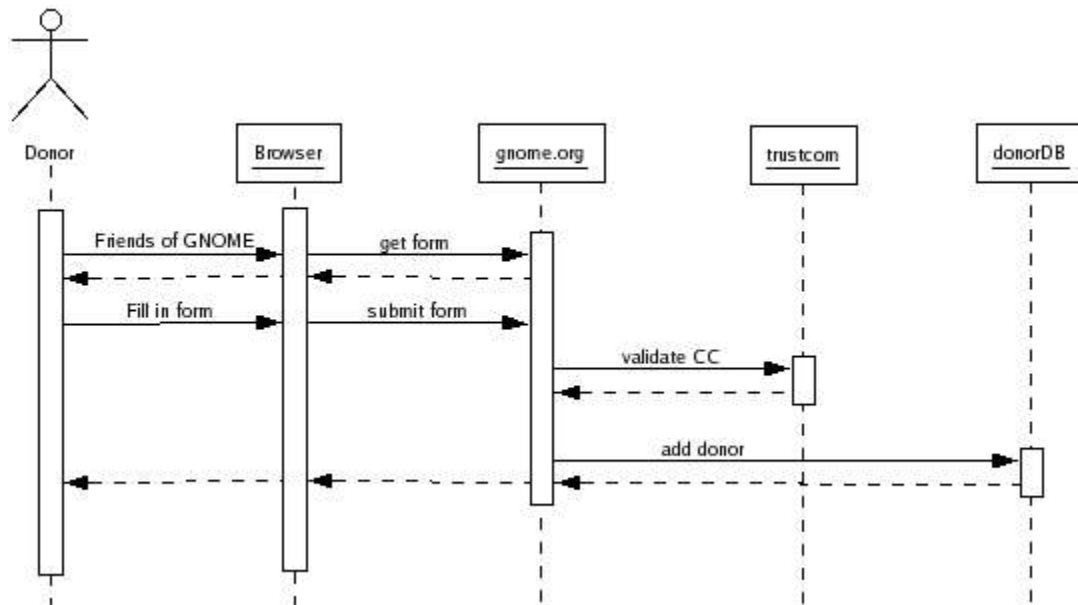 Donor
Browser
gnome.org
trustcom
donorDB
Friends of GNOME
get form
Fill in form
submit form
validate CC
add donor